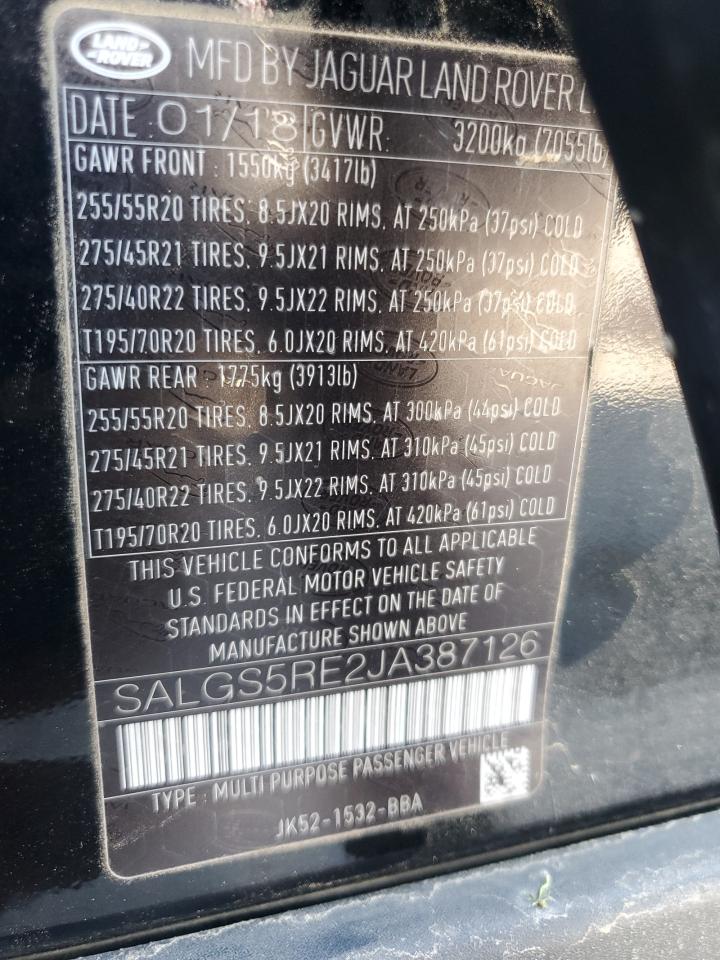 LAND ROVER
MFD BY JAGUAR LAND ROVER
DATE 01/18 GVWR: 3200kg (7055lb)
GAWR FRONT : 1550kg (3417lb)
255/55R20 TIRES, 8.5JX20 RIMS, AT 250kPa (37psi) COLD
275/45R21 TIRES, 9.5JX21 RIMS, AT 250kPa (37psi) COLD
275/40R22 TIRES, 9.5JX22 RIMS, AT 250kPa (37psi) COLD
T195/70R20 TIRES, 6.0JX20 RIMS, AT 420kPa (61psi) COLD
GAWR REAR : 1775kg (3913lb)
255/55R20 TIRES, 8.5JX20 RIMS, AT 300kPa (44psi) COLD
275/45R21 TIRES, 9.5JX21 RIMS, AT 310kPa (45psi) COLD
275/40R22 TIRES, 9.5JX22 RIMS, AT 310kPa (45psi) COLD
T195/70R20 TIRES, 6.0JX20 RIMS, AT 420kPa (61psi) COLD
THIS VEHICLE CONFORMS TO ALL APPLICABLE
U.S. FEDERAL MOTOR VEHICLE SAFETY
STANDARDS IN EFFECT ON THE DATE OF
MANUFACTURE SHOWN ABOVE
SALGS5RE2JA387126
TYPE : MULTI PURPOSE PASSENGER VEHICLE
JK52-1532-BBA